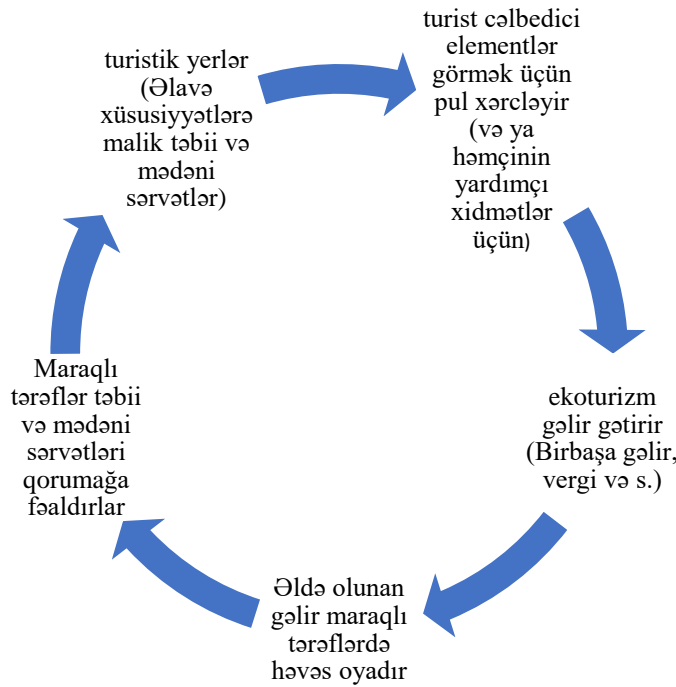 turistik yerlər
(Əlavə
xüsusiyyətlərə
malik təbii və
mədəni
sərvətlər)
turist cəlbedici
elementlər
görmək üçün
pul xərcləyir
(və ya
həmçinin
yardımçı
xidmətlər
üçün)
ekoturizm
gəlir gətirir
(Birbaşa gəlir,
vergi və s.)
Əldə olunan
gəlir maraqlı
tərəflərdə
həvəs oyadır
Maraqlı
tərəflər təbii
və mədəni
sərvətləri
qorumağa
fəaldırlar